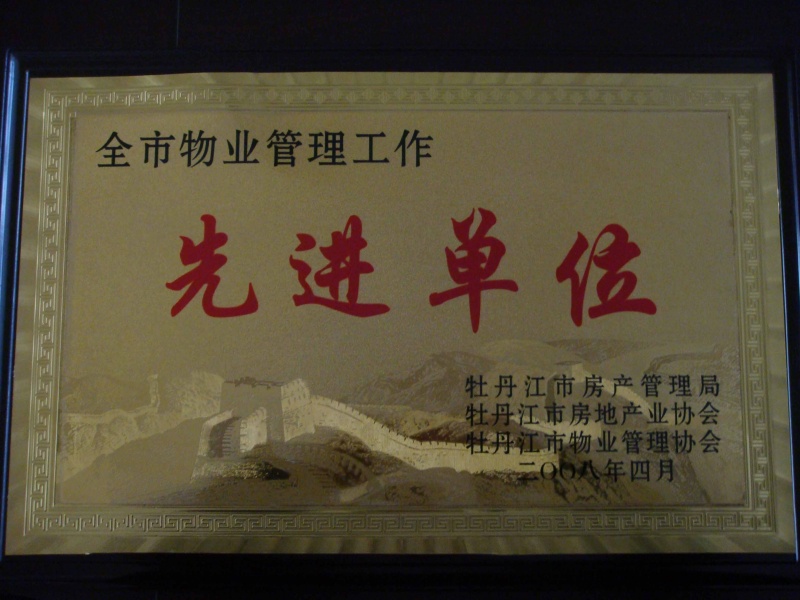 全市物业管理工作
先进单位
牡丹江市房产管理局
牡丹江市房地产业协会
牡丹江市物业管理协会
二〇〇八年四月